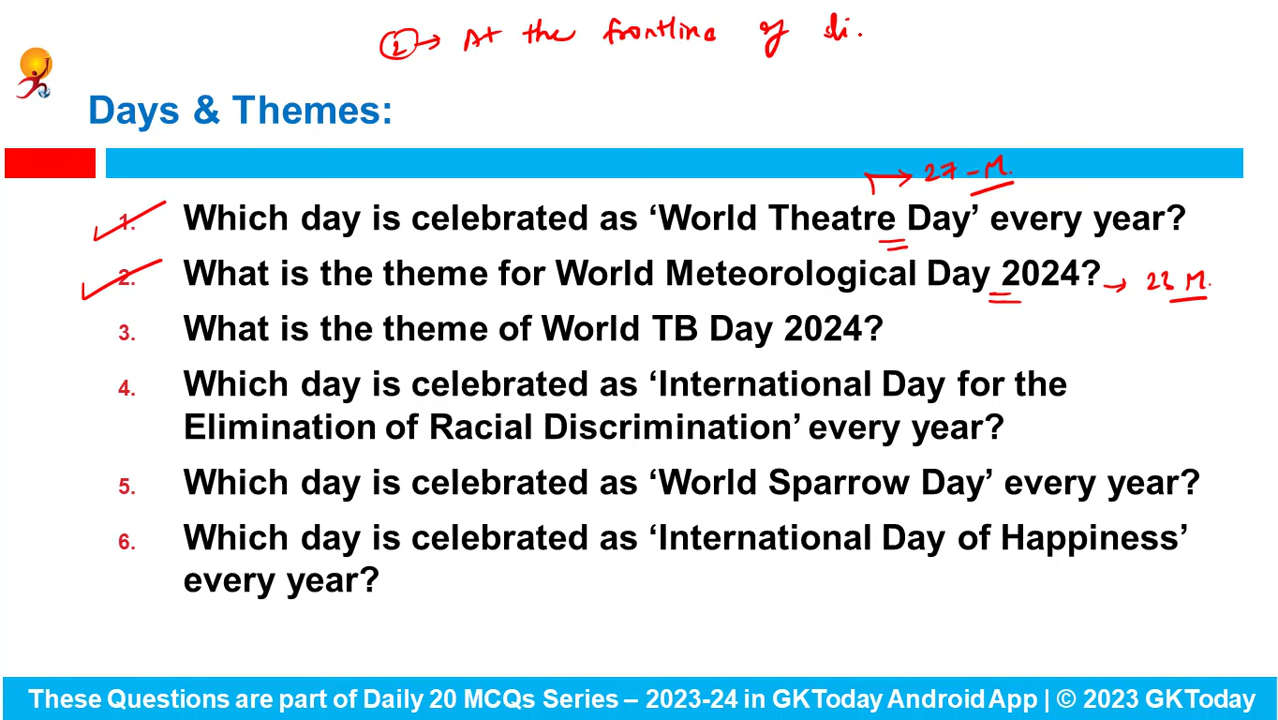 2 → At the frontline of cli.
Days & Themes:
→ 27 - M.
1. Which day is celebrated as ‘World Theatre Day’ every year?
2. What is the theme for World Meteorological Day 2024? → 23 M.
3. What is the theme of World TB Day 2024?
4. Which day is celebrated as ‘International Day for the
Elimination of Racial Discrimination’ every year?
5. Which day is celebrated as ‘World Sparrow Day’ every year?
6. Which day is celebrated as ‘International Day of Happiness’
every year?
These Questions are part of Daily 20 MCQs Series – 2023-24 in GKToday Android App | © 2023 GKToday